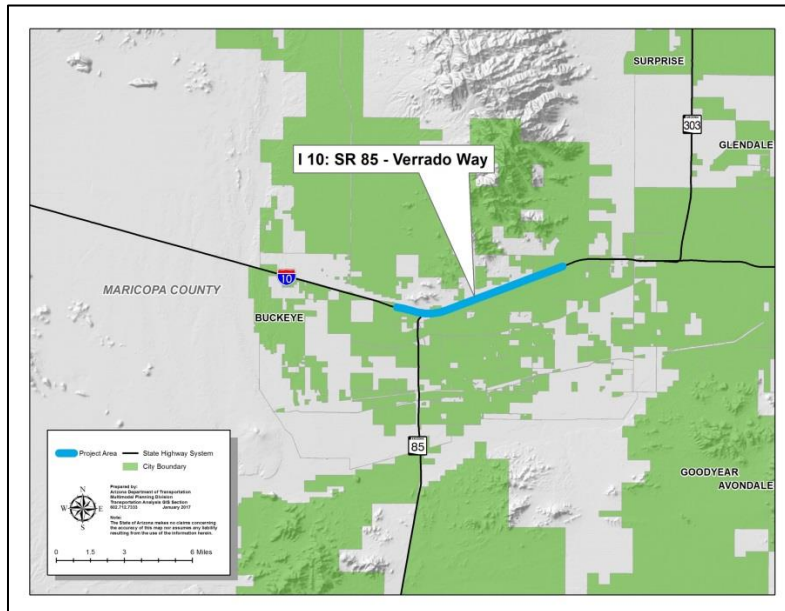 SURPRISE
303
GLENDALE
I 10: SR 85 - Verrado Way
10
MARICOPA COUNTY
BUCKEYE
85
GOODYEAR
AVONDALE
Project Area
State Highway System
City Boundary
N
W
E
S
Prepared by:
Arizona Department of Transportation
Multimodal Planning Division
Transportation Analysis GIS Section
602.712.7333 January 2017
Note:
The State of Arizona makes no claims concerning
the accuracy of this map nor assumes any liability
resulting from the use of the information herein.
0 1.5 3 6 Miles